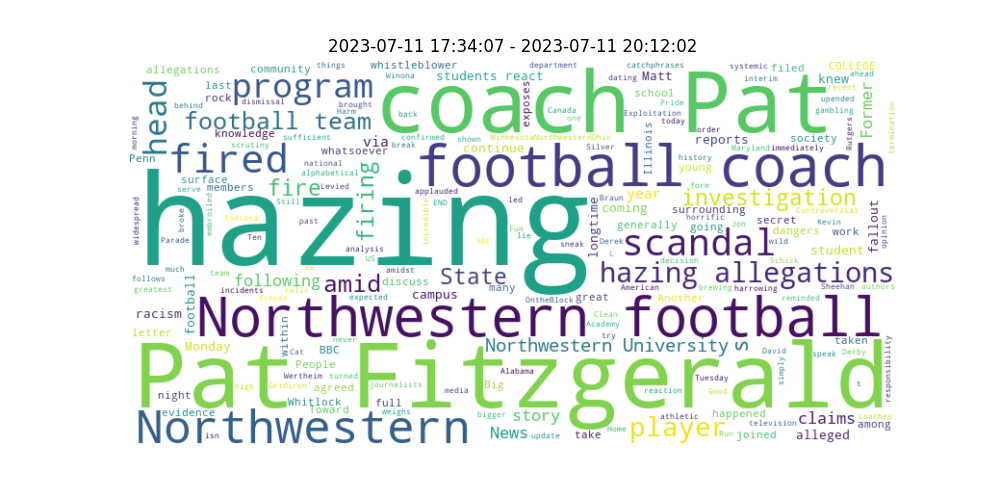 2023-07-11 17:34:07 - 2023-07-11 20:12:02
allegations community things whistleblower department catchphrases systemic filed COLLEGE
last program Winona students react dating Matt interim knew ahead
head rock dismissal brought back exposes school Pride upended recent
behind Harm coach Pat Canada Exploitation today gambling Former
morning football team confirmed shown one MinnesotaNorthwesternOhio order society Rutgers termination
knowledge sufficient via break continue Silver Illinois reports
Penn scrutiny whatsoever football coach Maryland immediately
fired national history young
surface alphabetical
serve members fire Levied applauded led Braun year form investigation
widespread embroiled Still firing incredible END longtime coming horrific secret Controversial fallout
hazing
broke Indiana past Fun surrounding Jon dangers Kevin opinion
Parade Ten lie generally going work
analysis ABC sneak Derek scandal wild student
US L decision Schick Sheehan
much team co amidst State hazing allegations
follows following amid discuss many American brewing harrowing authors
greatest football incidents relic expected campus OntheBlock great Another reminded
racism scenes Northwestern football Clean
letter within never Academy try
Monday Cat BBC Northwestern University s David taken
People speak Derby
Pat Fitzgerald simply
high Wertheim turned Alabama Tuesday t responsibility
Gridiron' agreed journalists media Big reaction Good
night Whitlock full
evidence Toward weighs bigger story athletic happened claims coaches
Northwestern News take Home player television among
isn update Run joined alleged